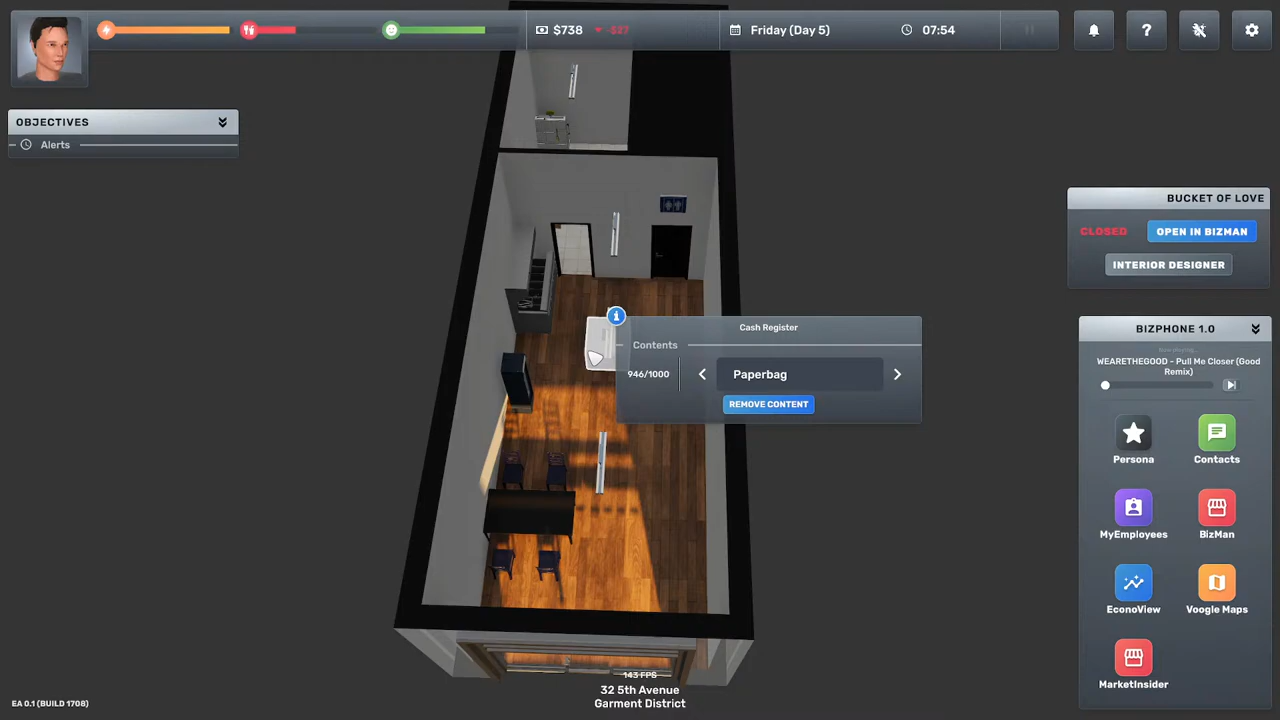 $738
-$27
Friday (Day 5)
07:54
?
OBJECTIVES
Alerts
BUCKET OF LOVE
CLOSED
OPEN IN BIZMAN
INTERIOR DESIGNER
i
Cash Register
Contents
946/1000
Paperbag
REMOVE CONTENT
BIZPHONE 1.0
WEARETHEGOOD - Pull Me Closer (Good
Remix)
Persona
Contacts
MyEmployees
BizMan
EconoView
Voogle Maps
MarketInsider
143 FPS
32 5th Avenue
Garment District
EA 0.1 (BUILD 1708)